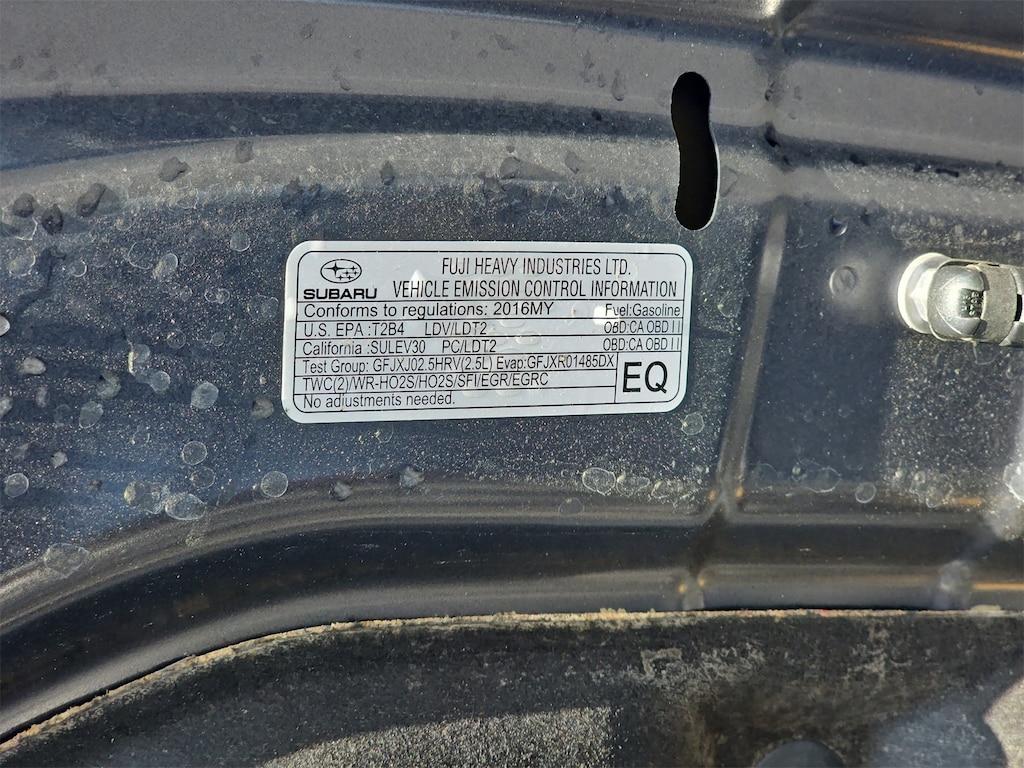 FUJI HEAVY INDUSTRIES LTD.
SUBARU VEHICLE EMISSION CONTROL INFORMATION
Conforms to regulations: 2016MY Fuel:Gasoline
U.S. EPA :T2B4 LDV/LDT2 OBD:CA OBD II
California :SULEV30 PC/LDT2 OBD:CA OBD II
Test Group: GFJXJ02.5HRV(2.5L) Evap:GFJXR01485DX
TWC(2)/WR-HO2S/HO2S/SFI/EGR/EGRC
No adjustments needed.
EQ